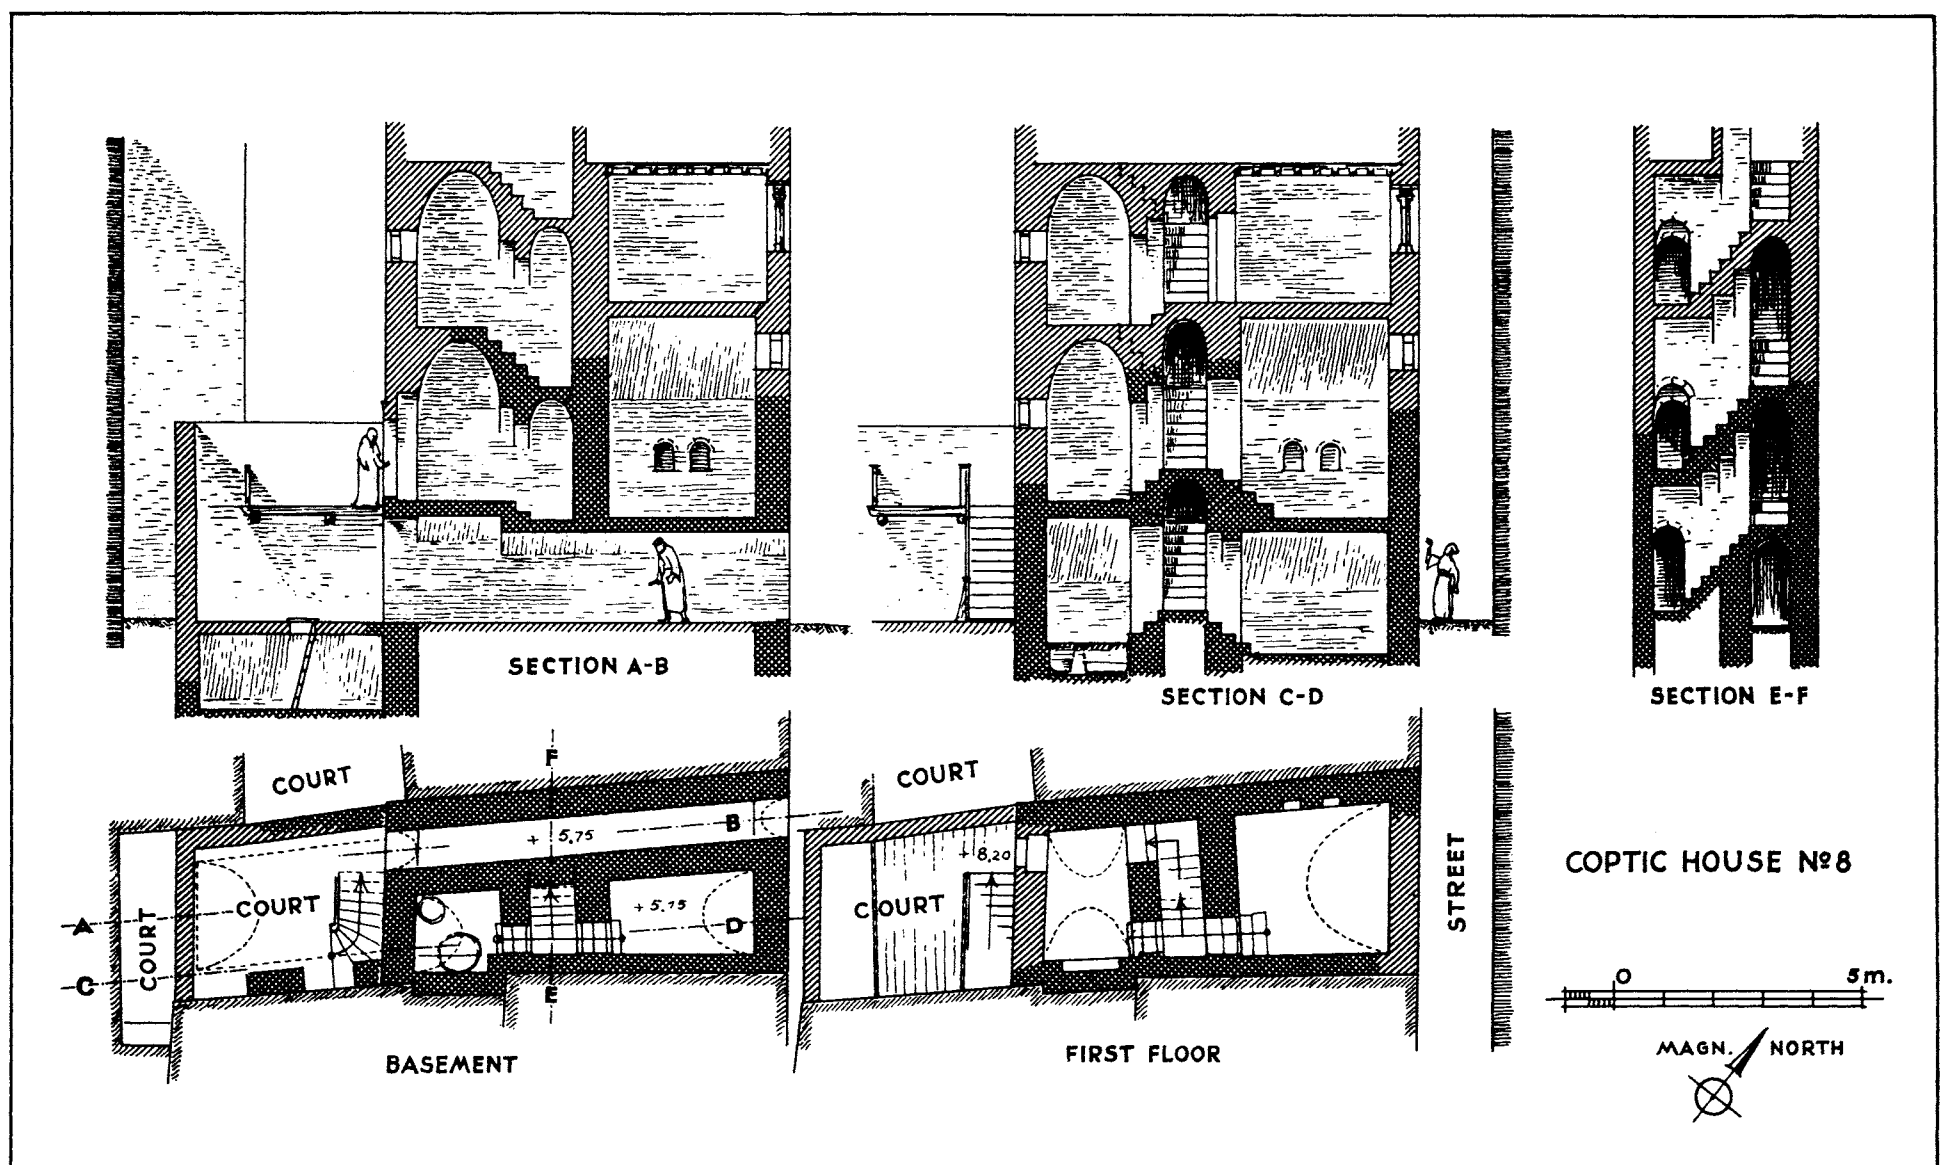 SECTION A-B
SECTION C-D
SECTION E-F
COURT
F
B
+ 5,75
A
COURT
COURT
+ 5,75
D
C
E
BASEMENT
COURT
+ 8,20
COURT
FIRST FLOOR
STREET
COPTIC HOUSE Nº8
0 5m.
MAGN. NORTH